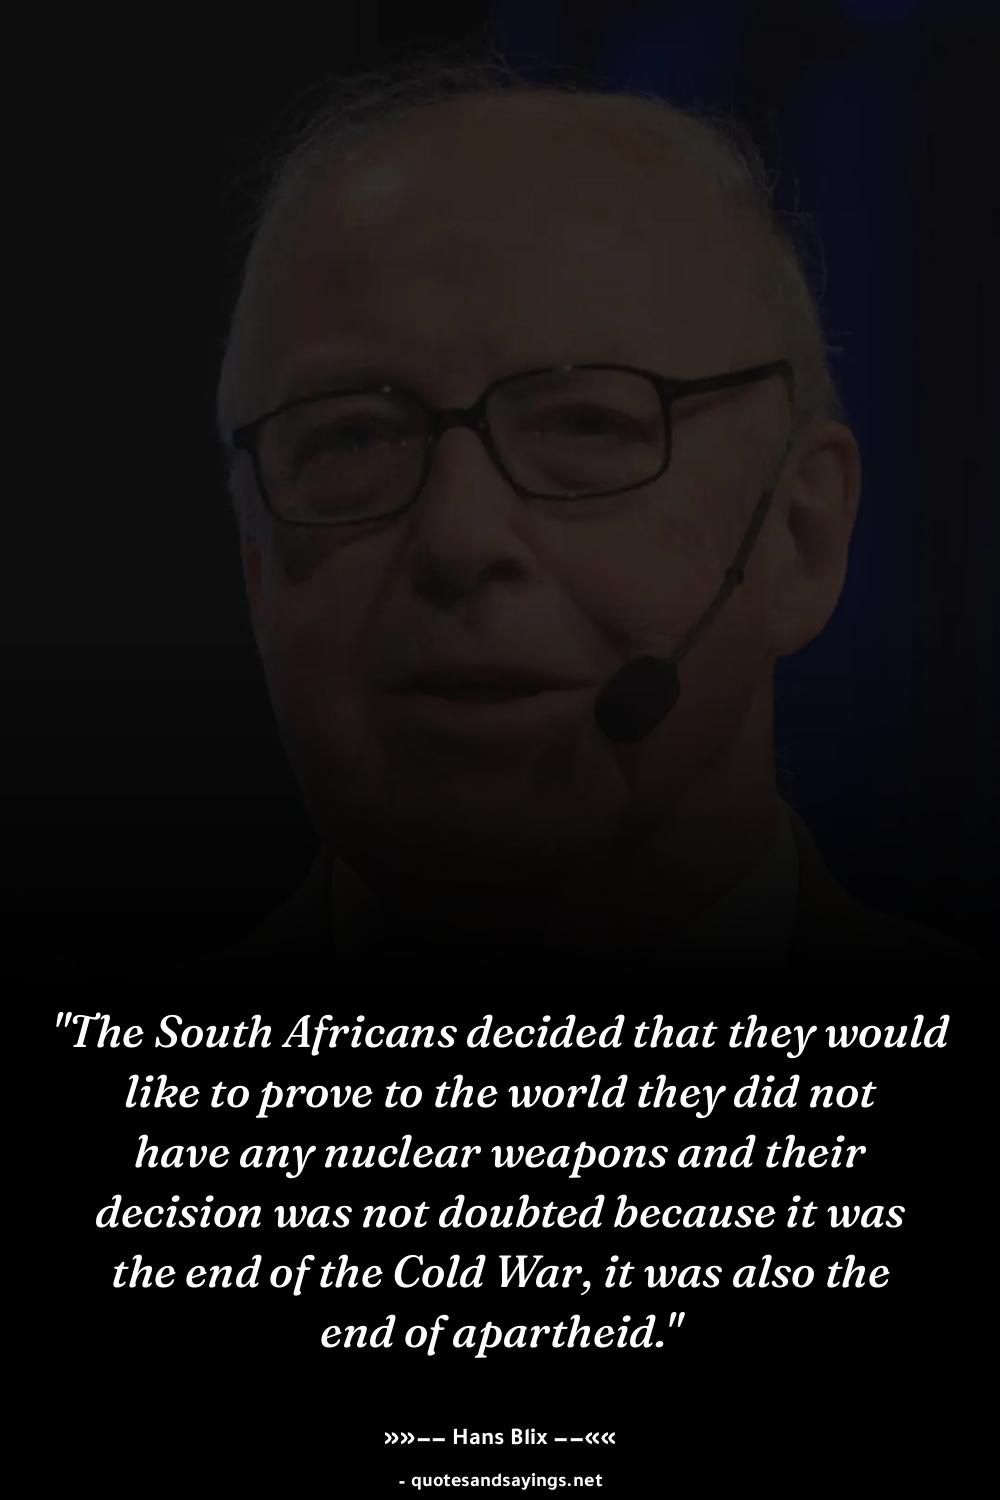 "The South Africans decided that they would
like to prove to the world they did not
have any nuclear weapons and their
decision was not doubted because it was
the end of the Cold War, it was also the
end of apartheid."
»»–– Hans Blix ––««
- quotesandsayings.net